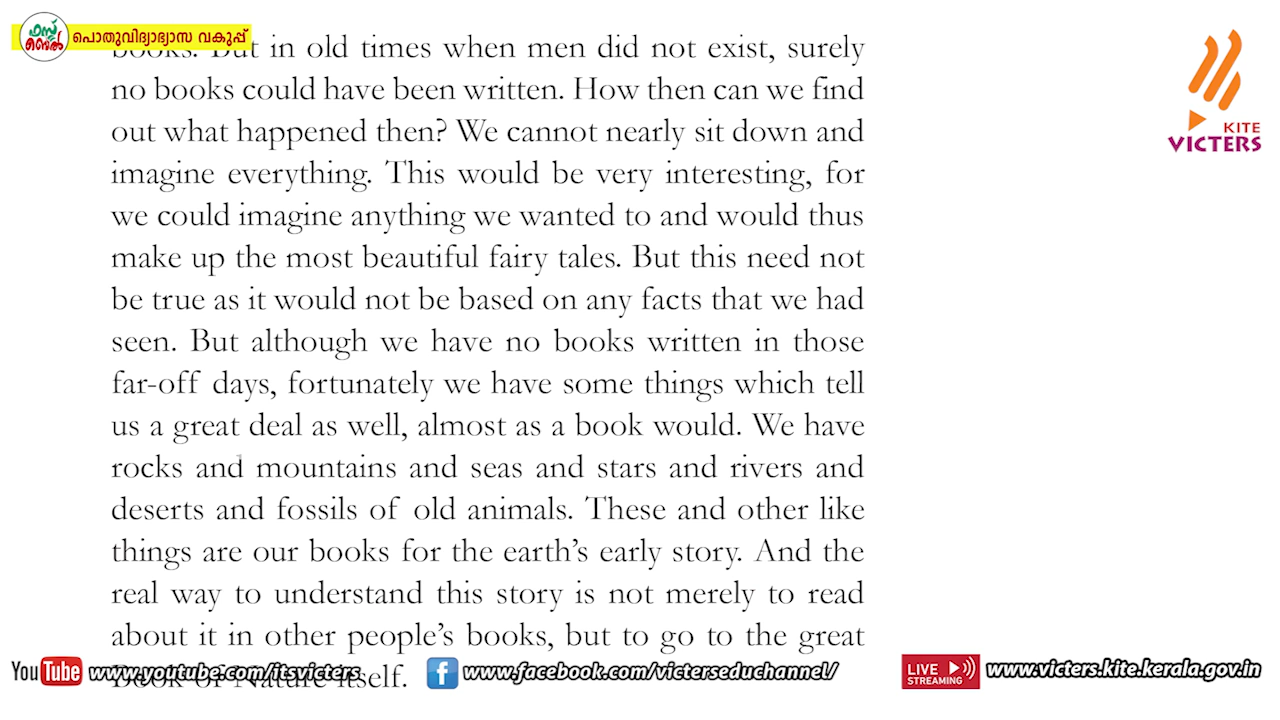 ഫസ്റ്റ്
ബെൽ
പൊതുവിദ്യാഭ്യാസ വകുപ്പ്
books. But in old times when men did not exist, surely
no books could have been written. How then can we find
out what happened then? We cannot nearly sit down and
imagine everything. This would be very interesting, for
we could imagine anything we wanted to and would thus
make up the most beautiful fairy tales. But this need not
be true as it would not be based on any facts that we had
seen. But although we have no books written in those
far-off days, fortunately we have some things which tell
us a great deal as well, almost as a book would. We have
rocks and mountains and seas and stars and rivers and
deserts and fossils of old animals. These and other like
things are our books for the earth's early story. And the
real way to understand this story is not merely to read
about it in other people's books, but to go to the great
Book of Nature itself.
KITE
VICTERS
YouTube www.youtube.com/itsvicters
f www.facebook.com/victerseduchannel/
LIVE
STREAMING
www.victers.kite.kerala.gov.in